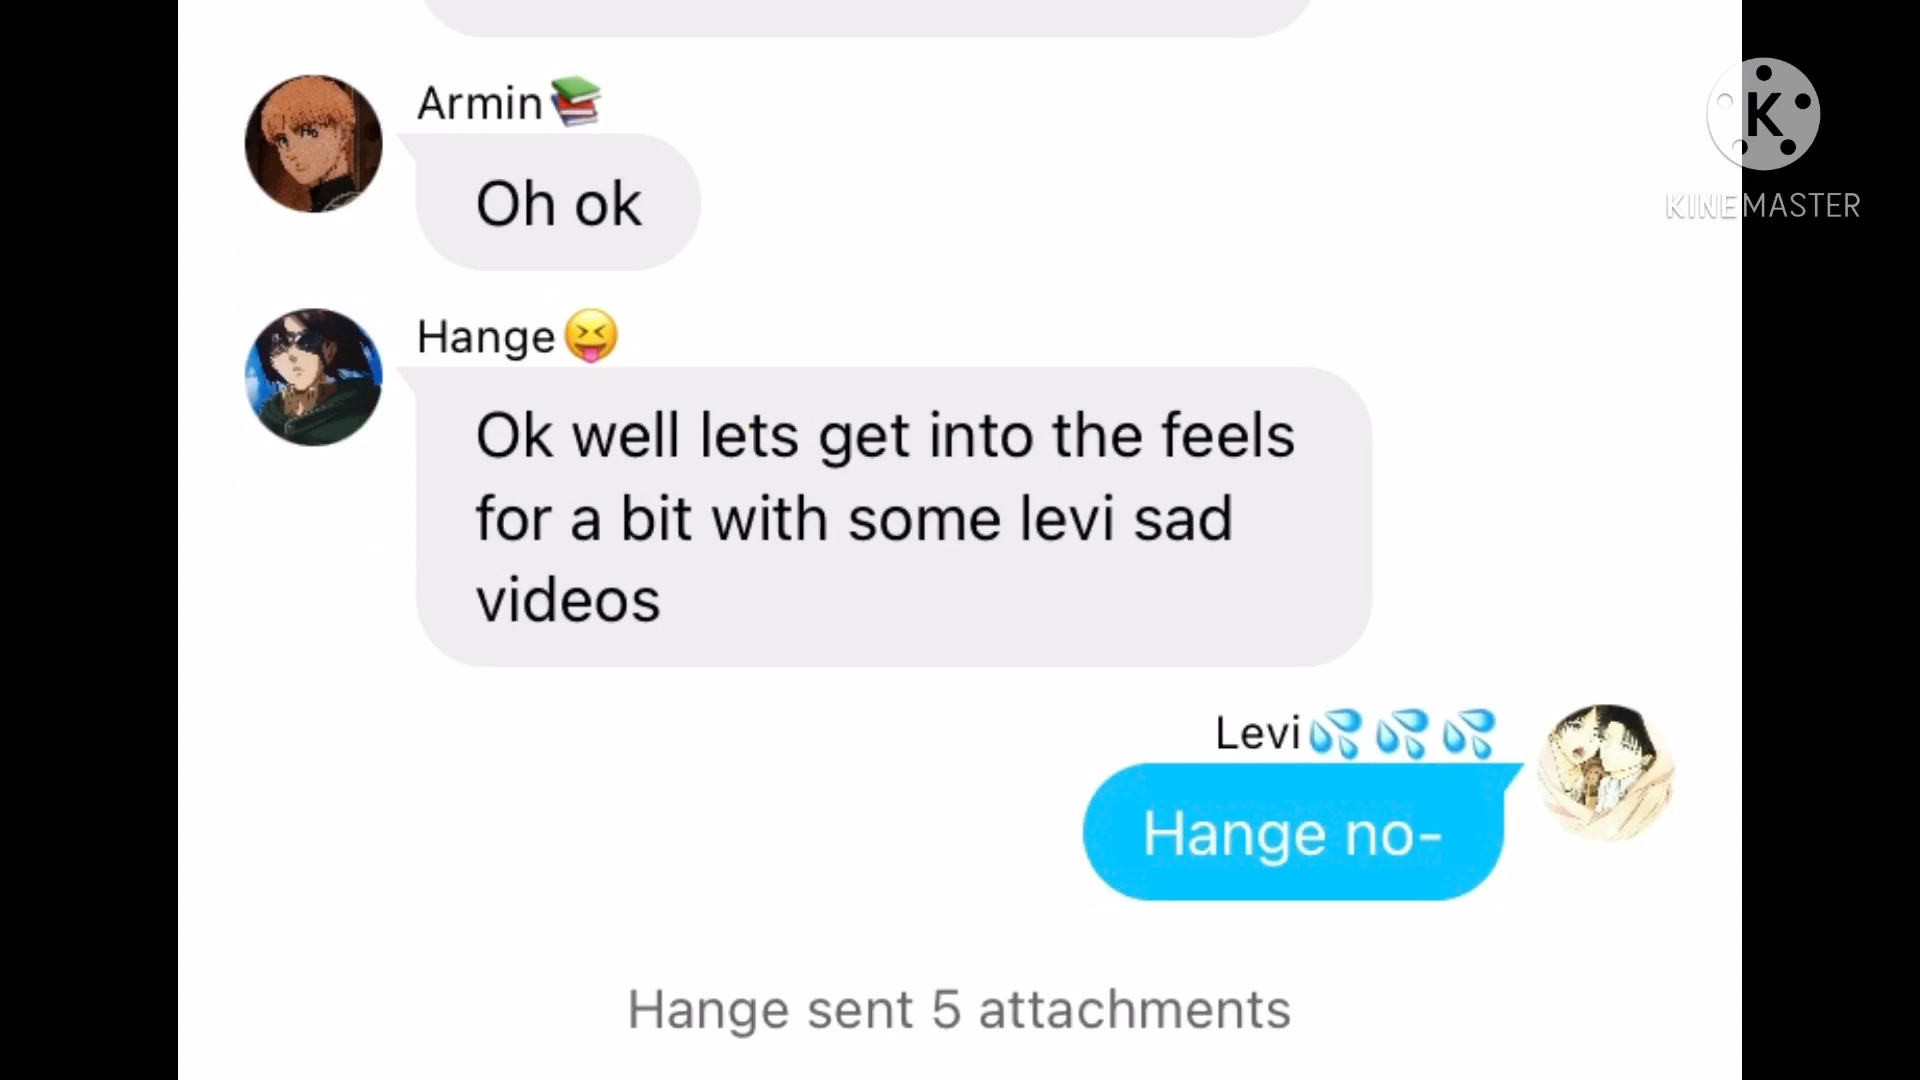 Armin📚
Oh ok
Hange😝
Ok well lets get into the feels
for a bit with some levi sad
videos
Levi💦💦💦
Hange no-
Hange sent 5 attachments
K
KINEMASTER